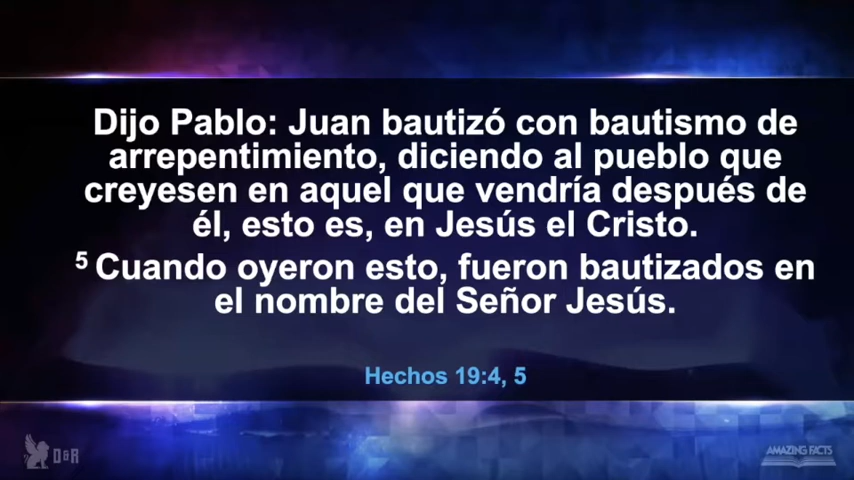 Dijo Pablo: Juan bautizó con bautismo de
arrepentimiento, diciendo al pueblo que
creyesen en aquel que vendría después de
él, esto es, en Jesús el Cristo.
5 Cuando oyeron esto, fueron bautizados en
el nombre del Señor Jesús.
Hechos 19:4, 5
D&R
AMAZING FACTS